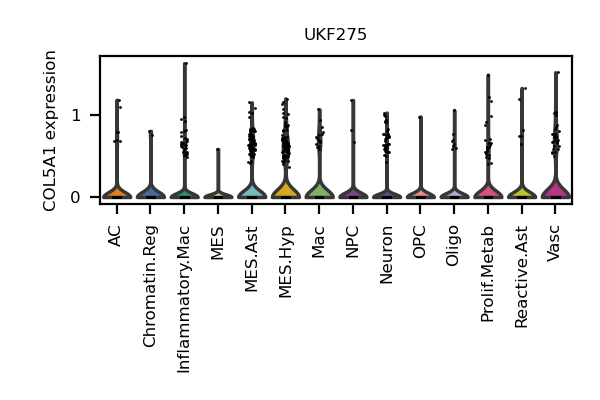 UKF275
COL5A1 expression
1
0
AC
Chromatin.Reg
Inflammatory.Mac
MES
MES.Ast
MES.Hyp
Mac
NPC
Neuron
OPC
Oligo
Prolif.Metab
Reactive.Ast
Vasc